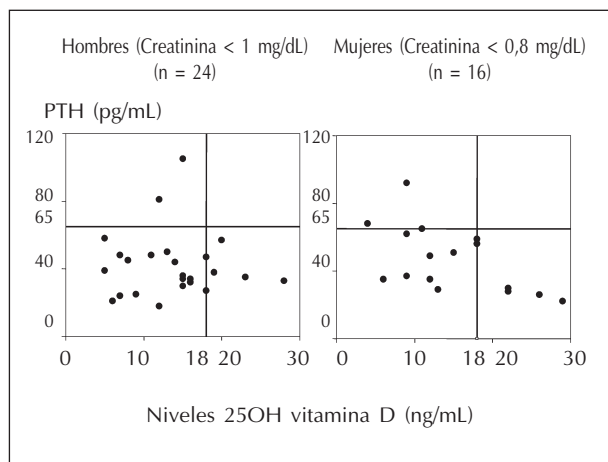 Hombres (Creatinina < 1 mg/dL)
(n = 24)
Mujeres (Creatinina < 0,8 mg/dL)
(n = 16)
PTH (pg/mL)
120
80
65
40
0
0 10 18 20 30
120
80
65
40
0
0 10 18 20 30
Niveles 25OH vitamina D (ng/mL)